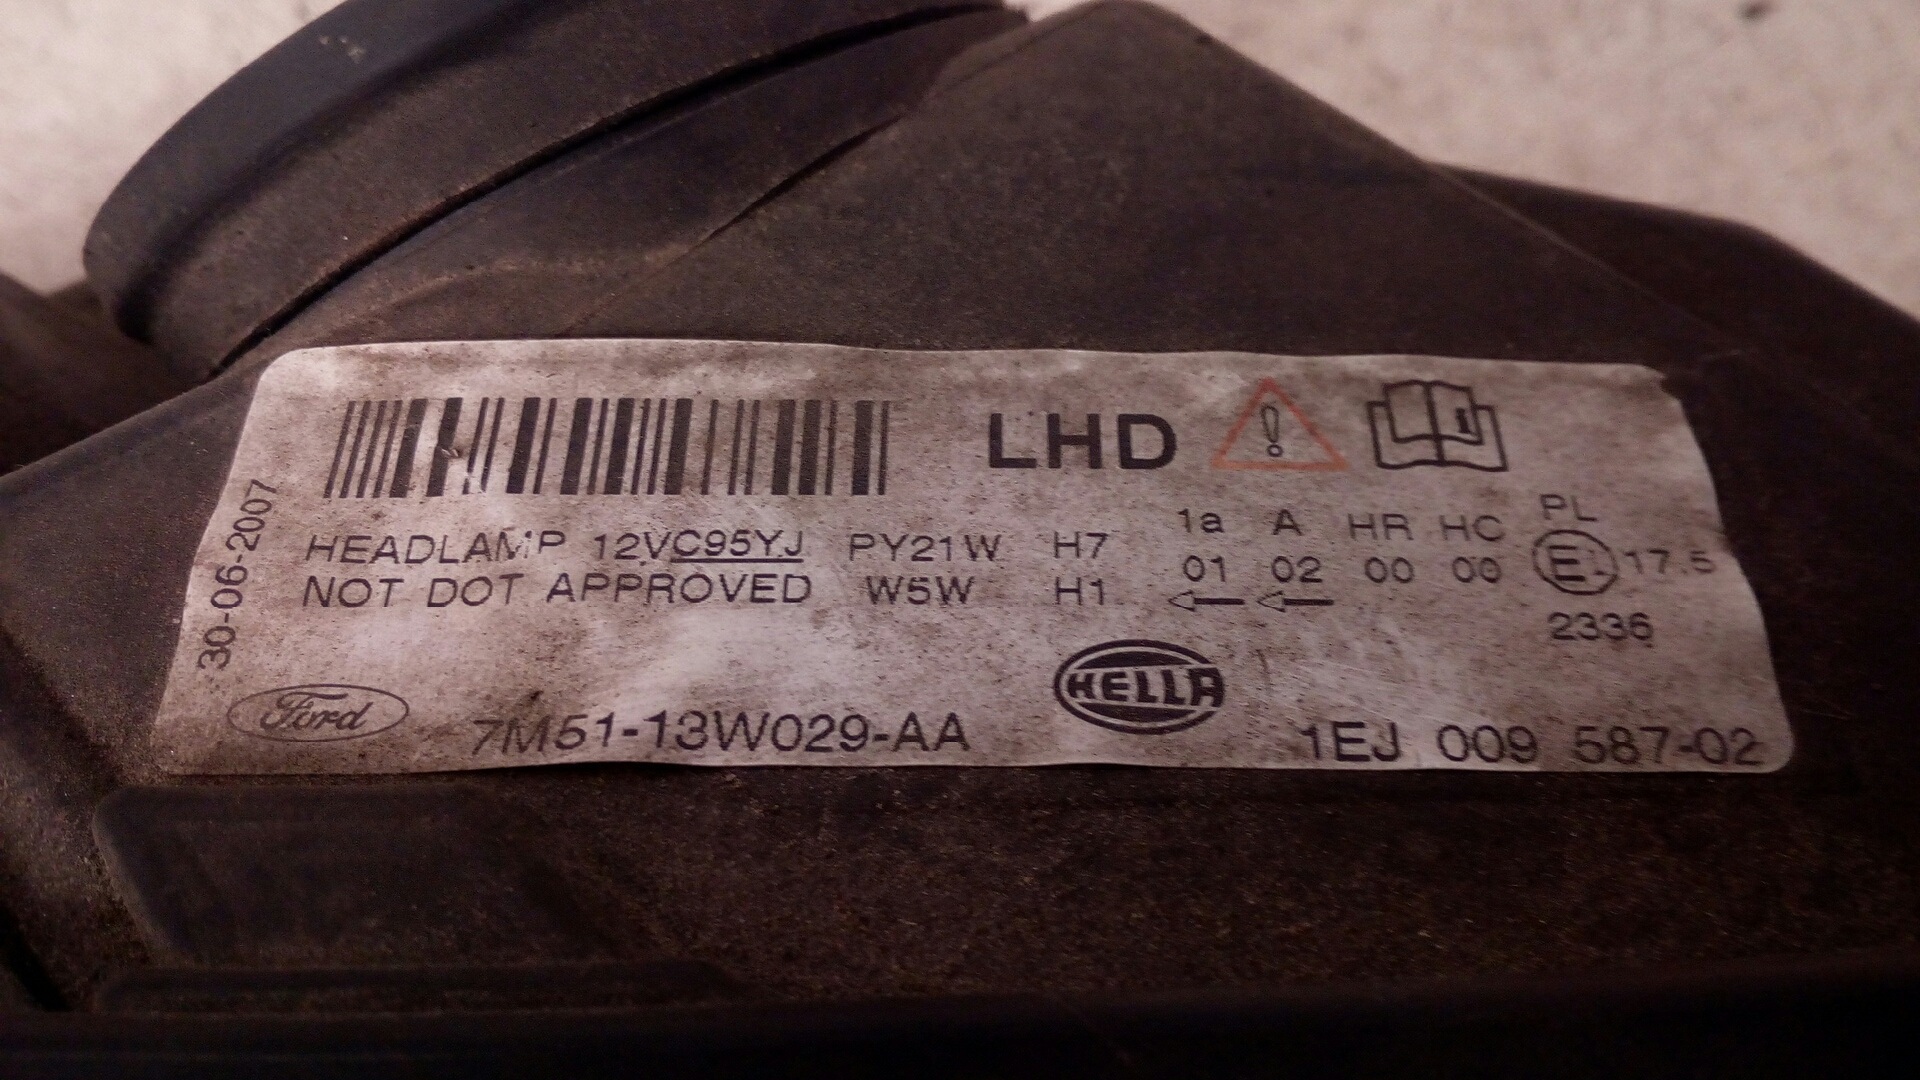 LHD
30-06-2007
HEADLAMP 12VC95YJ PY21W H7 1a A HR HC PL
NOT DOT APPROVED W5W H1 01 02 00 00 E1 17.5
← ← 2336
Ford 7M51-13W029-AA HELLA 1EJ 009 587-02